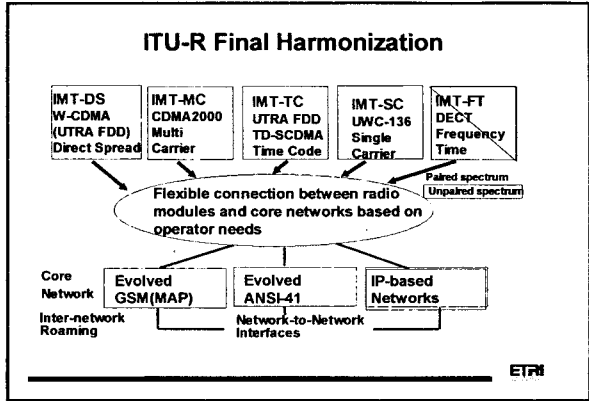 ITU-R Final Harmonization
IMT-DS
W-CDMA
(UTRA FDD)
Direct Spread
IMT-MC
CDMA2000
Multi
Carrier
IMT-TC
UTRA FDD
TD-SCDMA
Time Code
IMT-SC
UWC-136
Single
Carrier
IMT-FT
DECT
Frequency
Time
Paired spectrum
Unpaired spectrum
Flexible connection between radio
modules and core networks based on
operator needs
Core
Network
Evolved
GSM(MAP)
Evolved
ANSI-41
IP-based
Networks
Inter-network
Roaming
Network-to-Network
Interfaces
ETRI